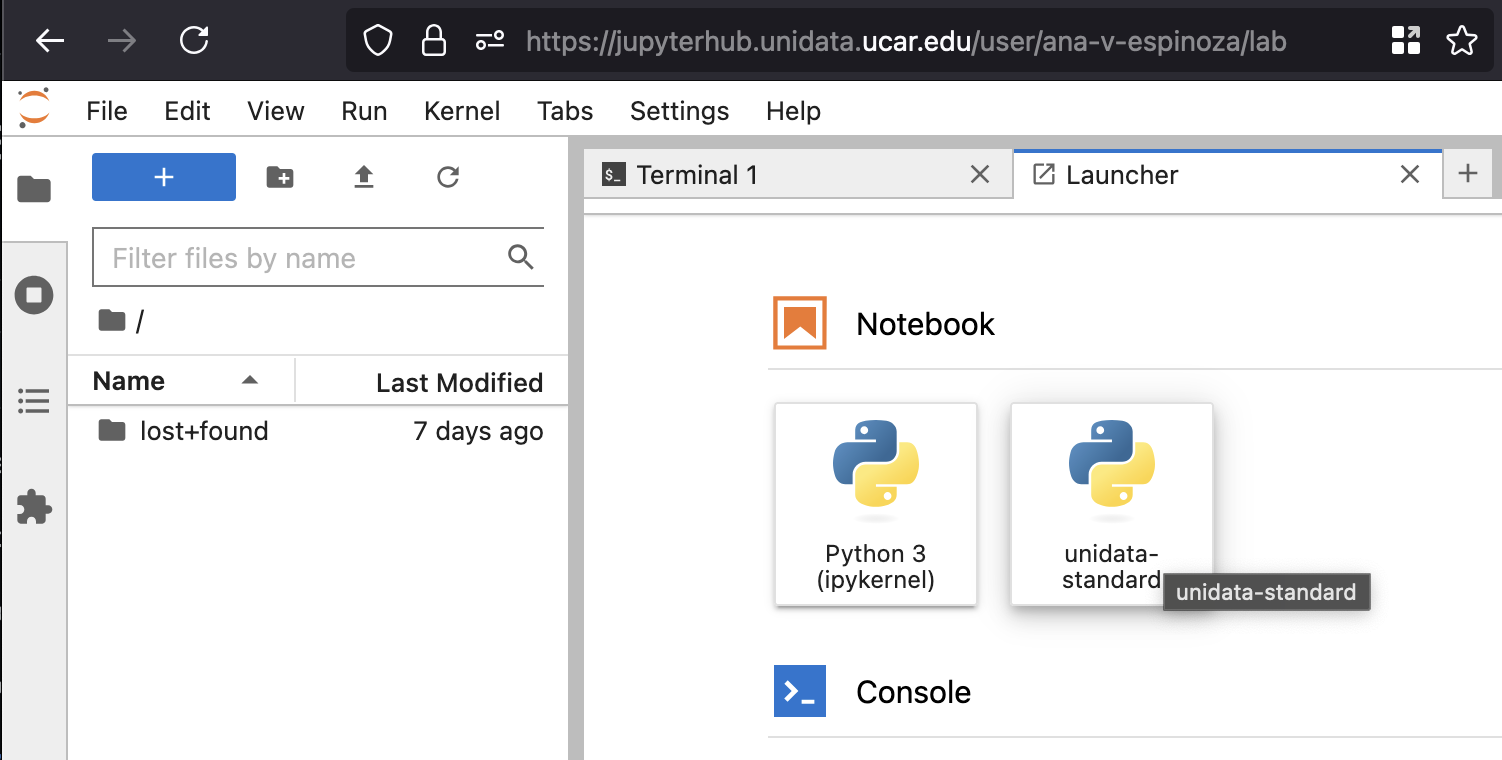 https://jupyterhub.unidata.ucar.edu/user/ana-v-espinoza/lab
File Edit View Run Kernel Tabs Settings Help
+
$_ Terminal 1
Launcher
+
Filter files by name
/
Name Last Modified
lost+found 7 days ago
Notebook
Python 3
(ipykernel)
unidata-
standard
unidata-standard
Console